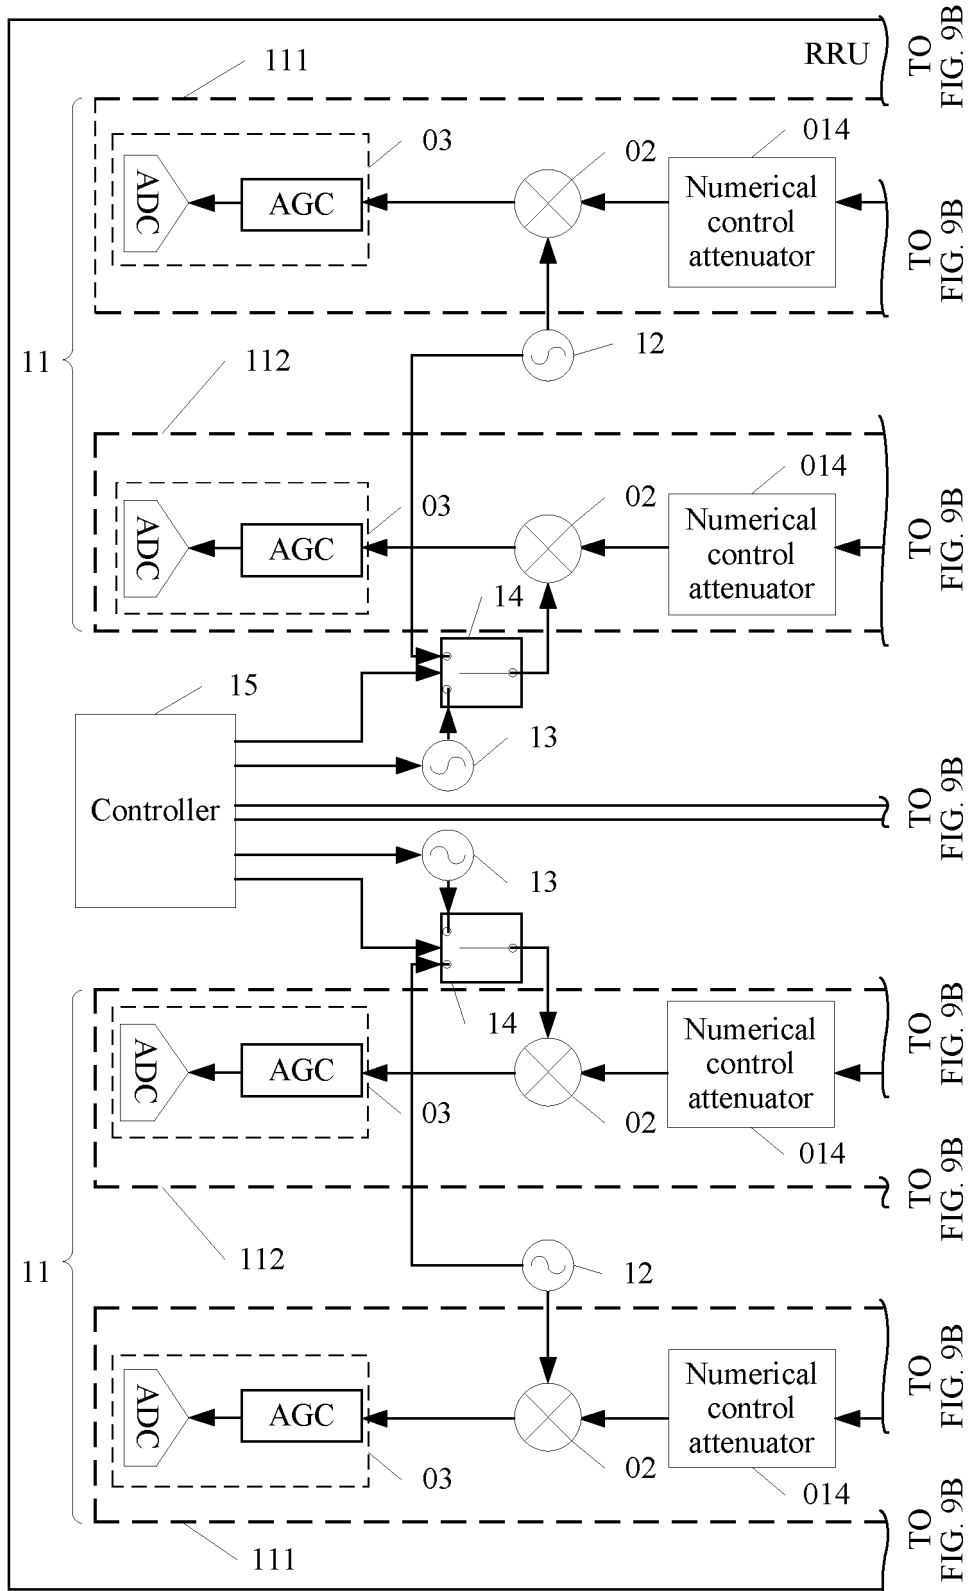 RRU
TO
FIG. 9B
111
03
02
014
ADC
AGC
Numerical
control
attenuator
TO
FIG. 9B
12
11
112
014
03
02
ADC
AGC
Numerical
control
attenuator
TO
FIG. 9B
14
15
13
Controller
TO
FIG. 9B
13
14
ADC
AGC
Numerical
control
attenuator
TO
FIG. 9B
03
02
014
TO
FIG. 9B
112
11
12
TO
FIG. 9B
ADC
AGC
Numerical
control
attenuator
03
02
014
111
TO
FIG. 9B